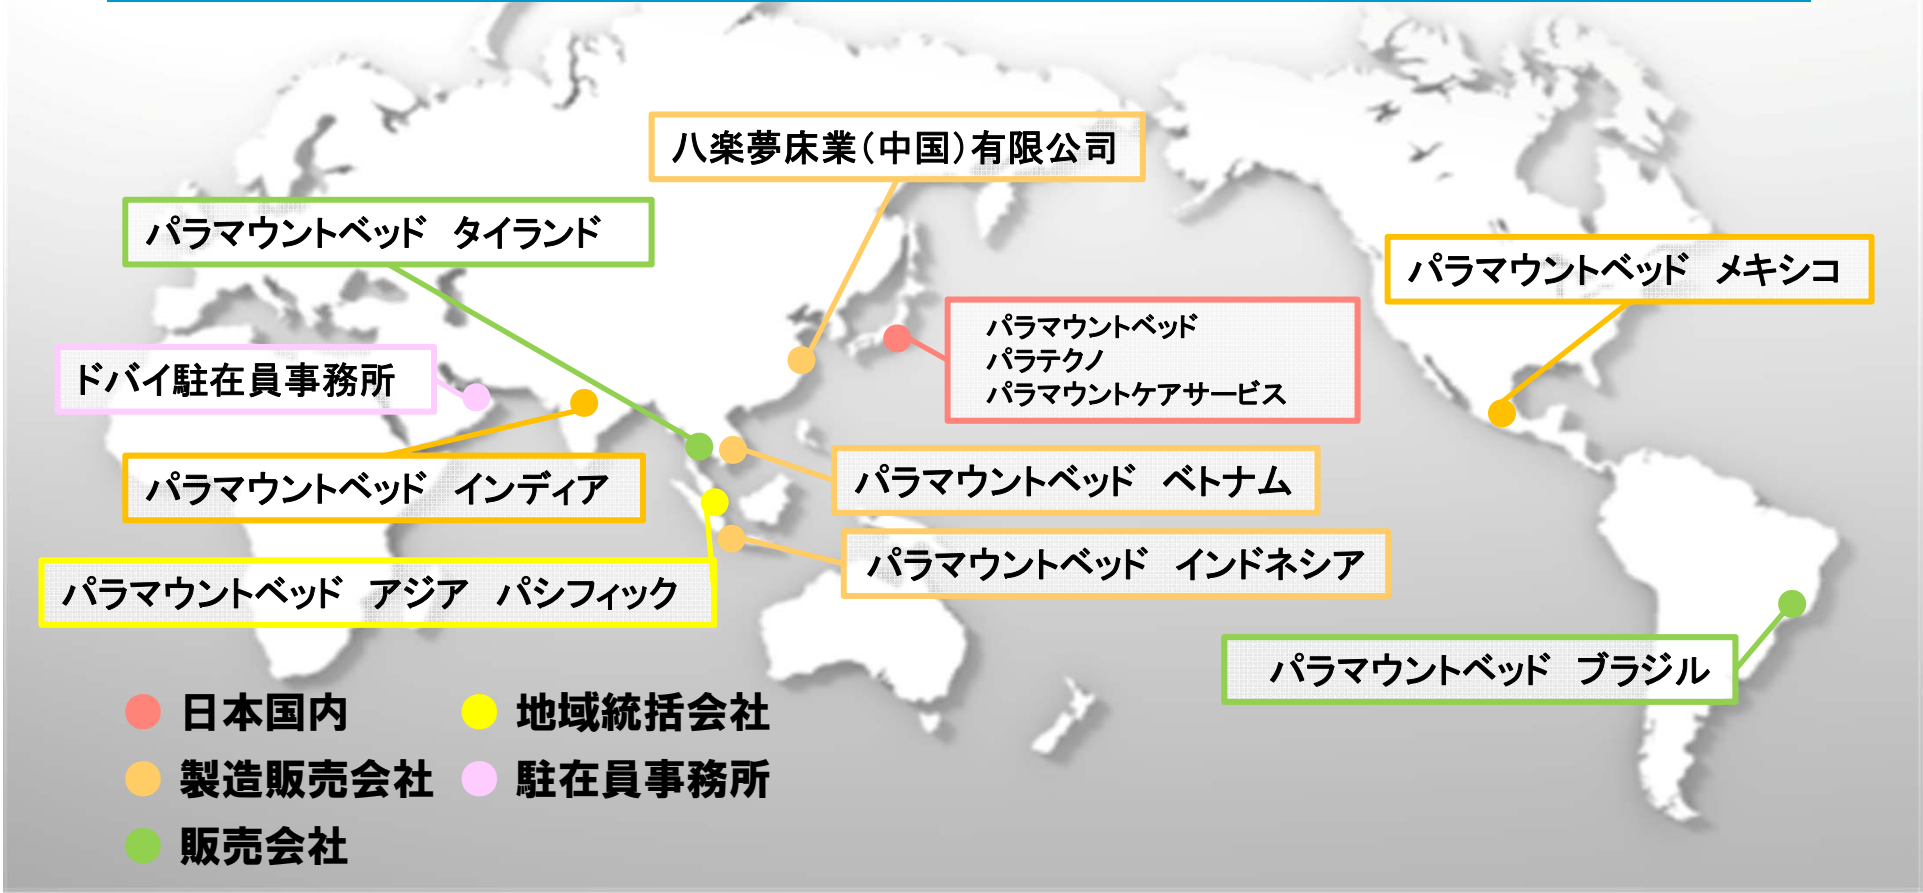 八楽夢床業（中国）有限公司
パラマウントベッド　タイランド
パラマウントベッド　メキシコ
パラマウントベッド
パラテクノ
パラマウントケアサービス
ドバイ駐在員事務所
パラマウントベッド　インディア
パラマウントベッド　ベトナム
パラマウントベッド　インドネシア
パラマウントベッド　アジア　パシフィック
パラマウントベッド　ブラジル
日本国内
地域統括会社
製造販売会社
駐在員事務所
販売会社